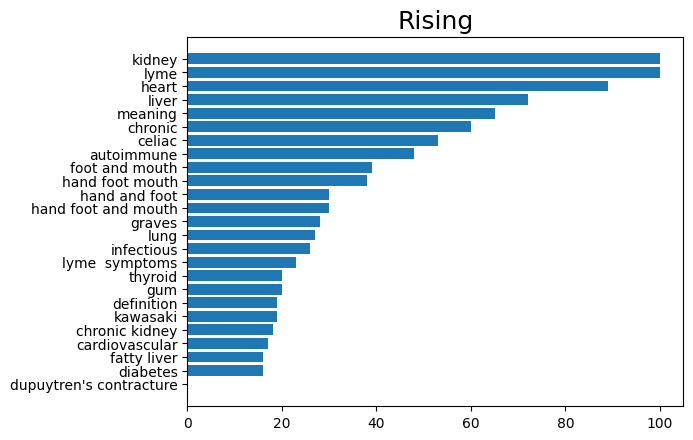 Rising
kidney
lyme
heart
liver
meaning
chronic
celiac
autoimmune
foot and mouth
hand foot mouth
hand and foot
hand foot and mouth
graves
lung
infectious
lyme  symptoms
thyroid
gum
definition
kawasaki
chronic kidney
cardiovascular
fatty liver
diabetes
dupuytren's contracture
0 20 40 60 80 100